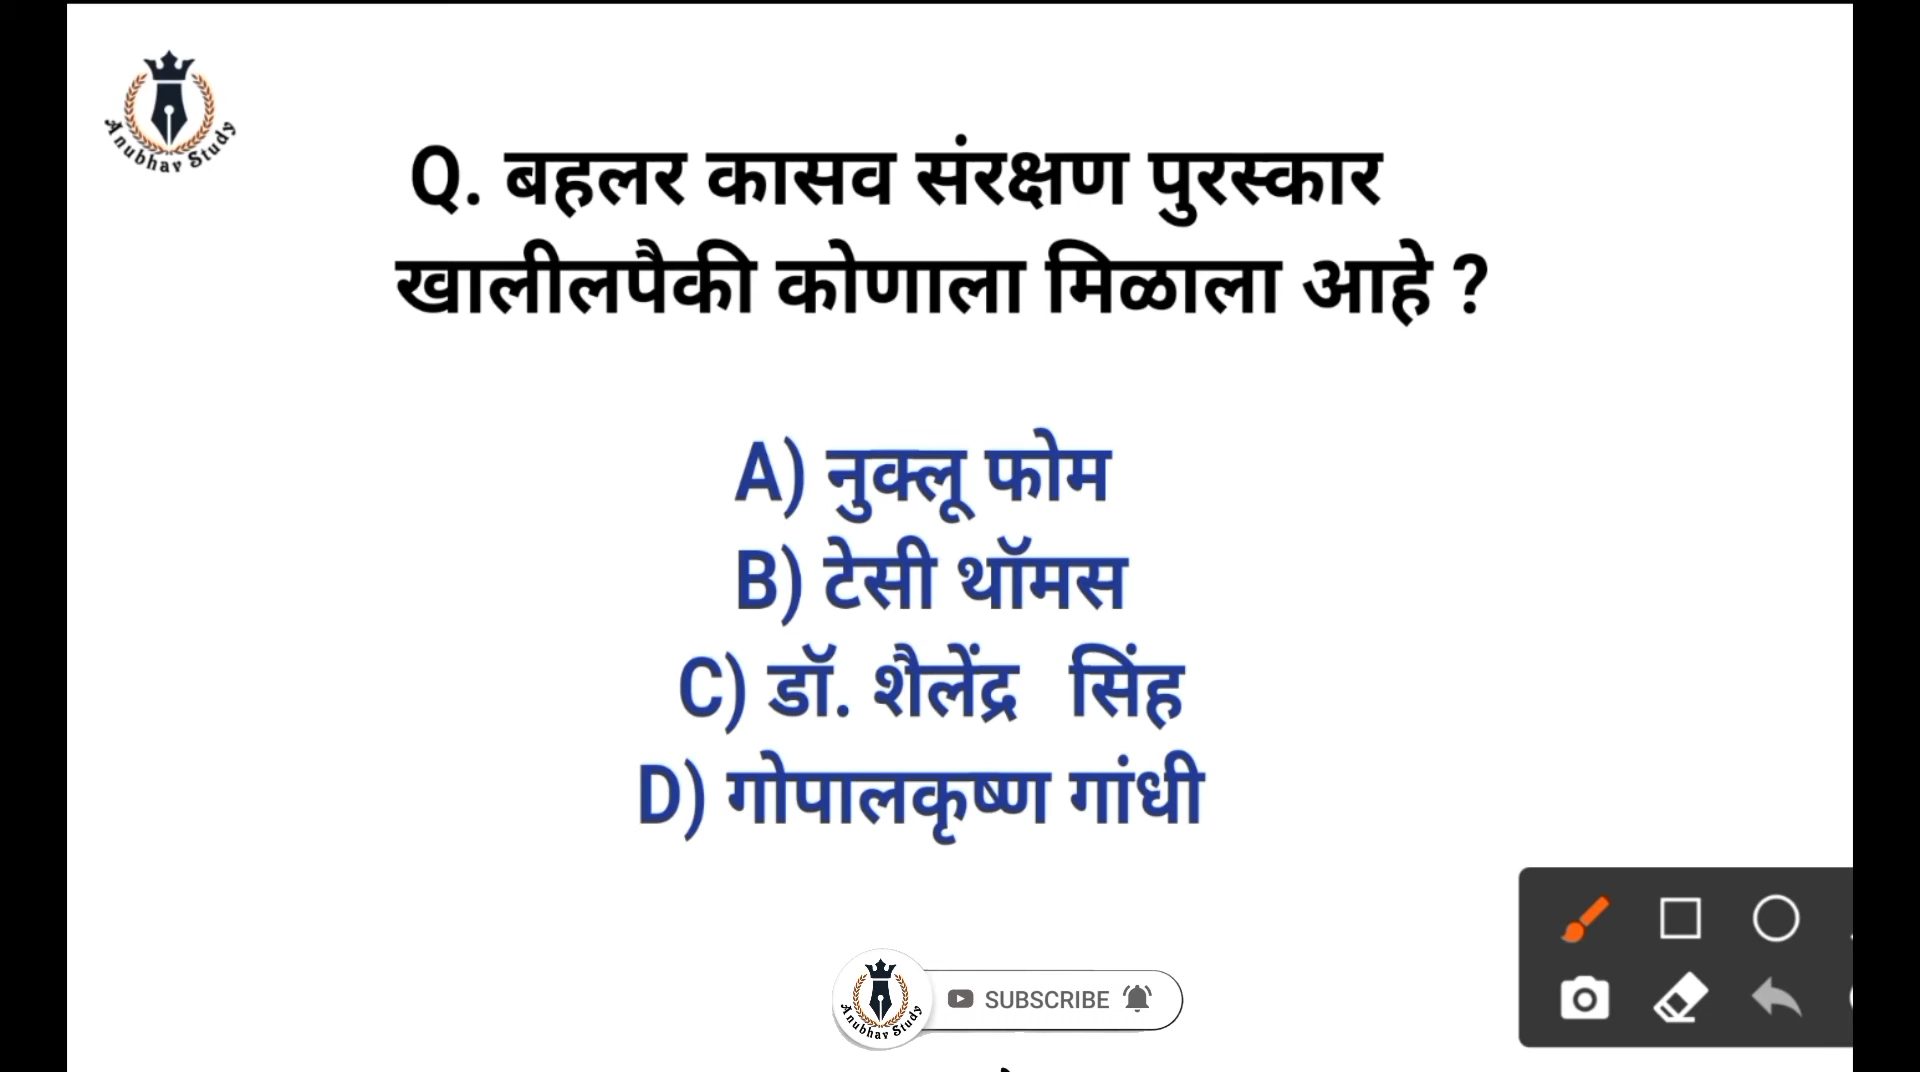 Anubhav Study
Q. बहलर कासव संरक्षण पुरस्कार
खालीलपैकी कोणाला मिळाला आहे ?
A) नुक्लू फोम
B) टेसी थॉमस
C) डॉ. शैलेंद्र सिंह
D) गोपालकृष्ण गांधी
Anubhav Study
SUBSCRIBE